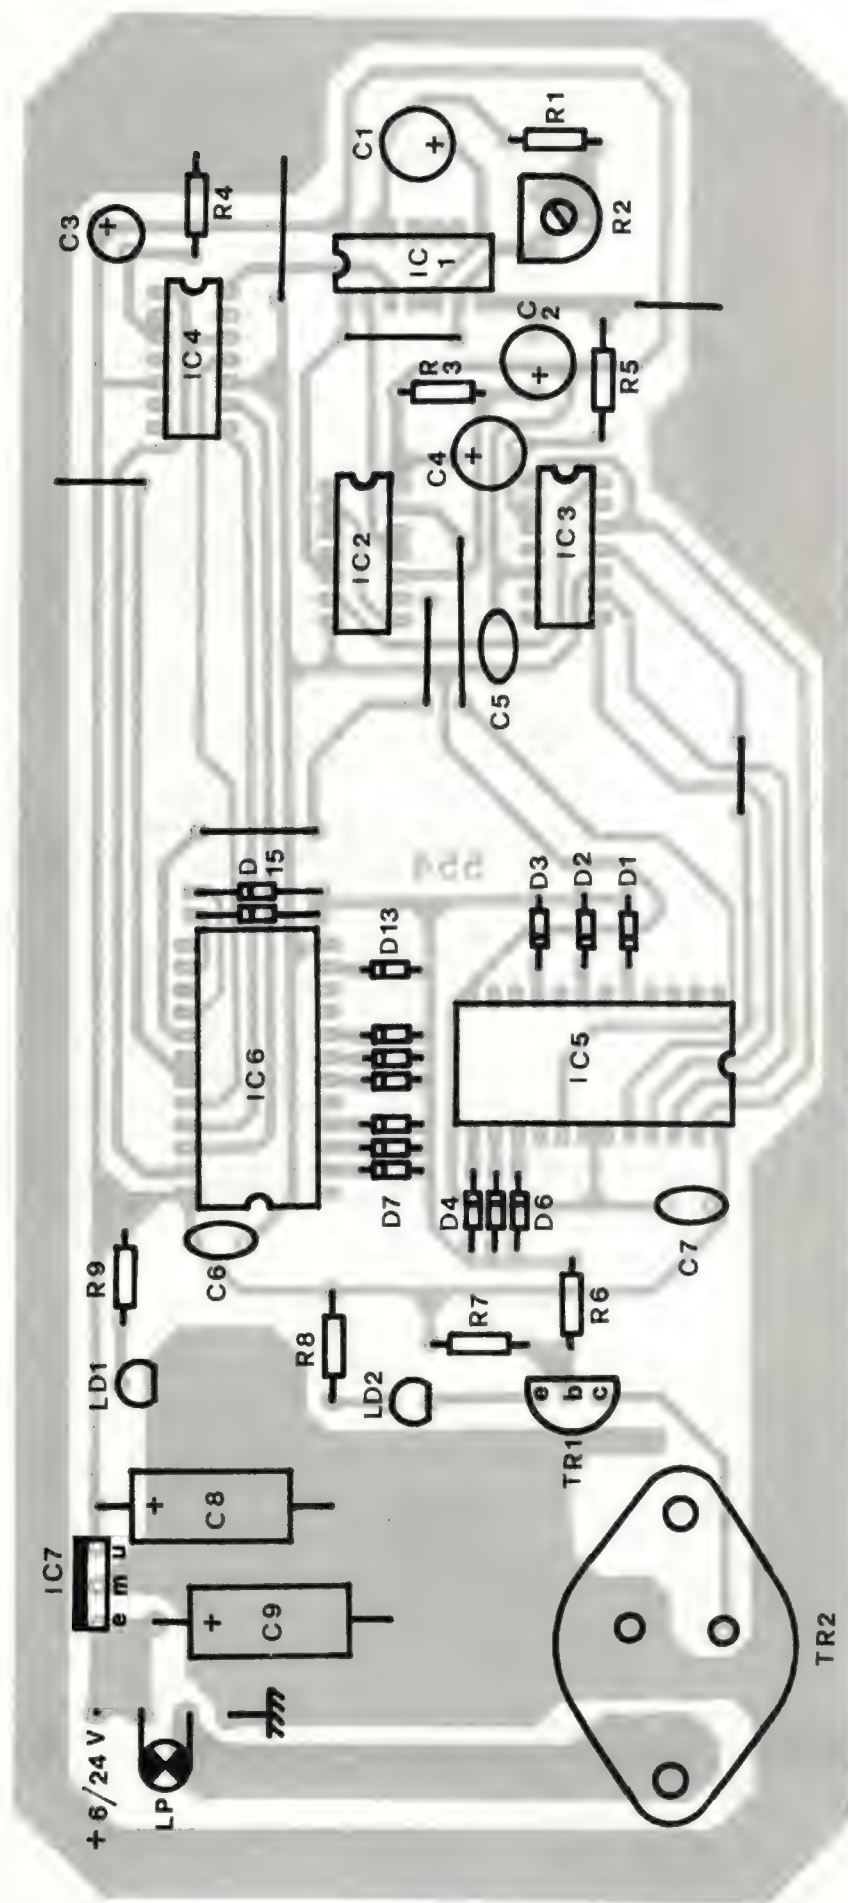 +6/24 V
LP
IC7
e m u
+
C9
+
C8
LD1
R9
C6
IC6
D
15
IC4
C3
+
R4
R8
LD2
D7
D13
IC2
R
3
IC
1
C1
+
R7
D4
D6
C5
C4
+
C
2
+
R2
R1
TR1
e
b
c
R6
IC5
D3
D2
D1
IC3
R5
TR2
C7